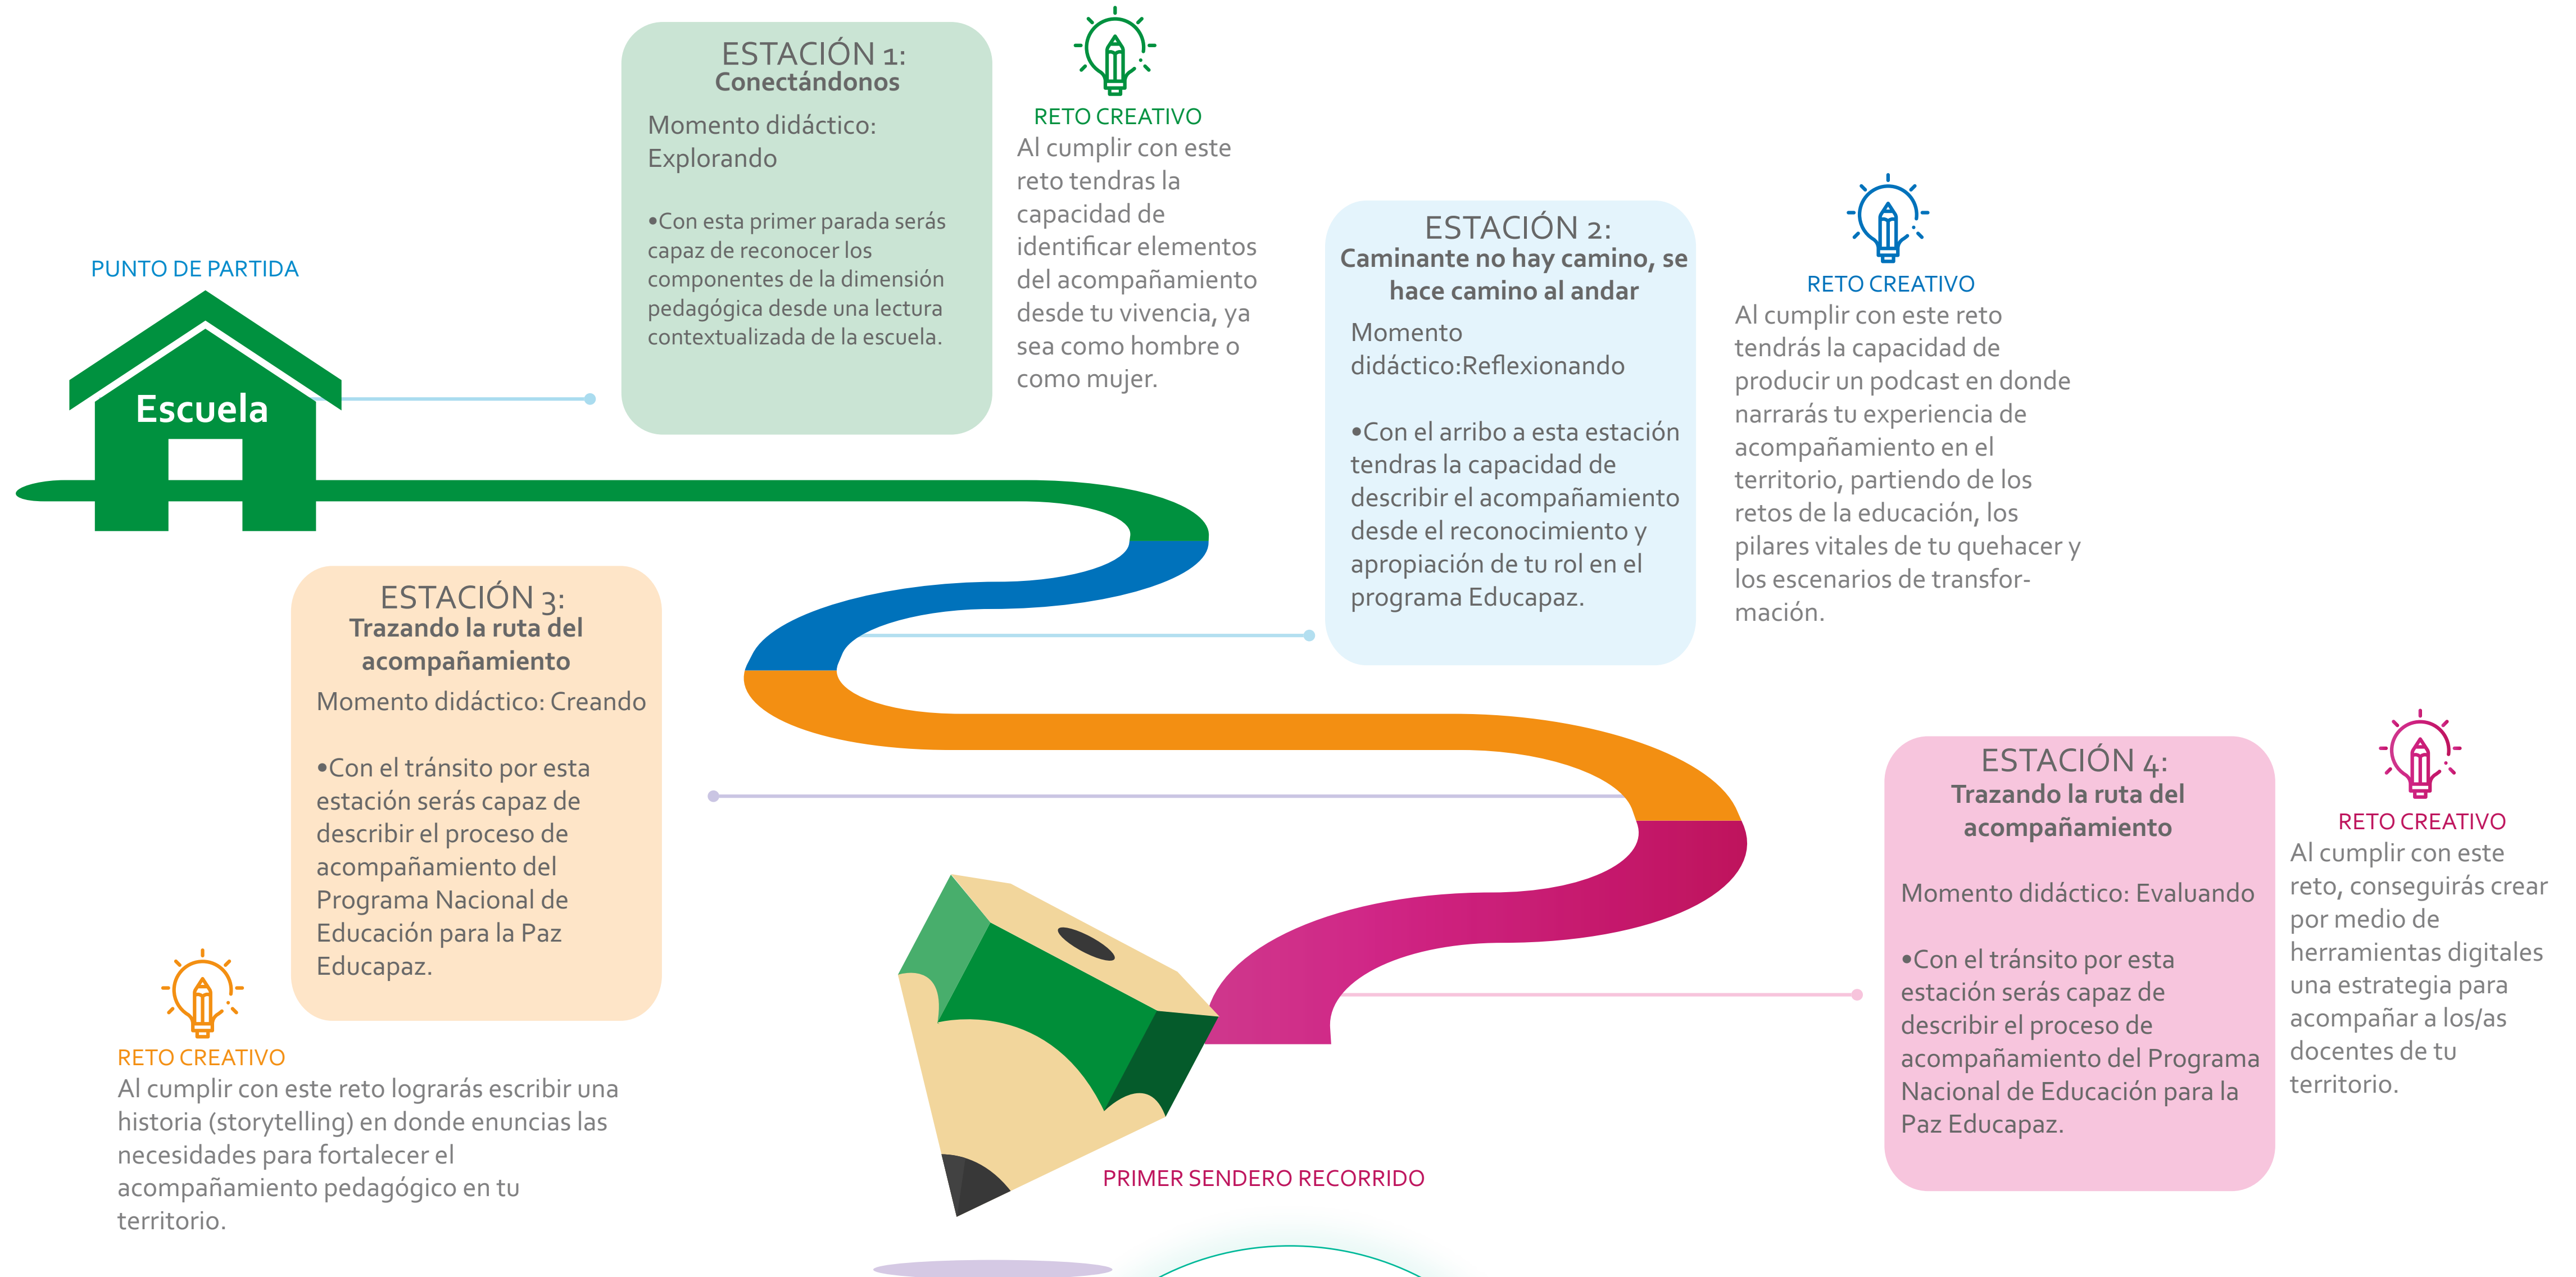 PUNTO DE PARTIDA
Escuela
ESTACIÓN 1:
Conectándonos
Momento didáctico:
Explorando
•Con esta primer parada serás
capaz de reconocer los
componentes de la dimensión
pedagógica desde una lectura
contextualizada de la escuela.
RETO CREATIVO
Al cumplir con este
reto tendras la
capacidad de
identificar elementos
del acompañamiento
desde tu vivencia, ya
sea como hombre o
como mujer.
ESTACIÓN 2:
Caminante no hay camino, se
hace camino al andar
Momento
didáctico:Reflexionando
•Con el arribo a esta estación
tendras la capacidad de
describir el acompañamiento
desde el reconocimiento y
apropiación de tu rol en el
programa Educapaz.
RETO CREATIVO
Al cumplir con este reto
tendrás la capacidad de
producir un podcast en donde
narrarás tu experiencia de
acompañamiento en el
territorio, partiendo de los
retos de la educación, los
pilares vitales de tu quehacer y
los escenarios de transfor-
mación.
ESTACIÓN 3:
Trazando la ruta del
acompañamiento
Momento didáctico: Creando
•Con el tránsito por esta
estación serás capaz de
describir el proceso de
acompañamiento del
Programa Nacional de
Educación para la Paz
Educapaz.
RETO CREATIVO
Al cumplir con este reto lograrás escribir una
historia (storytelling) en donde enuncias las
necesidades para fortalecer el
acompañamiento pedagógico en tu
territorio.
ESTACIÓN 4:
Trazando la ruta del
acompañamiento
Momento didáctico: Evaluando
•Con el tránsito por esta
estación serás capaz de
describir el proceso de
acompañamiento del Programa
Nacional de Educación para la
Paz Educapaz.
RETO CREATIVO
Al cumplir con este
reto, conseguirás crear
por medio de
herramientas digitales
una estrategia para
acompañar a los/as
docentes de tu
territorio.
PRIMER SENDERO RECORRIDO